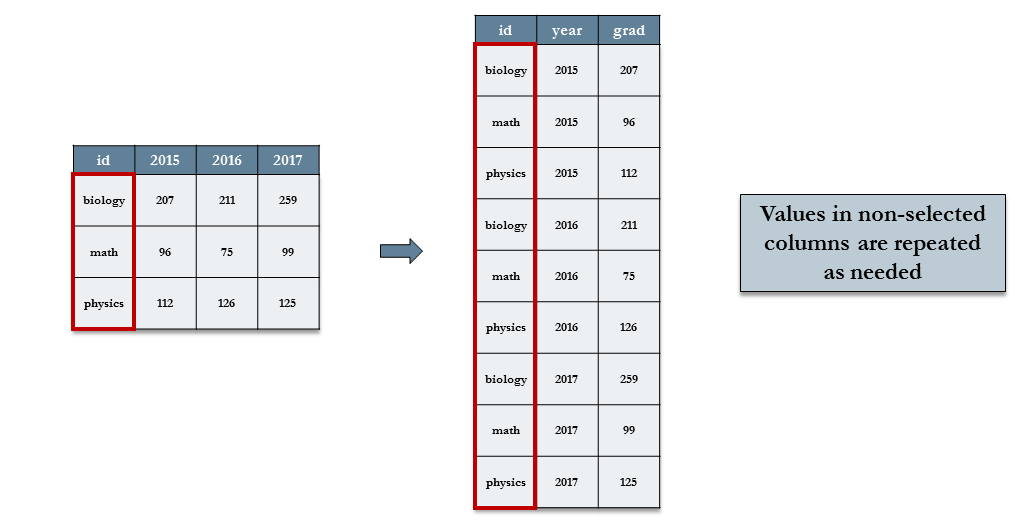 id 2015 2016 2017
biology 207 211 259
math 96 75 99
physics 112 126 125
id year grad
biology 2015 207
math 2015 96
physics 2015 112
biology 2016 211
math 2016 75
physics 2016 126
biology 2017 259
math 2017 99
physics 2017 125
Values in non-selected
columns are repeated
as needed